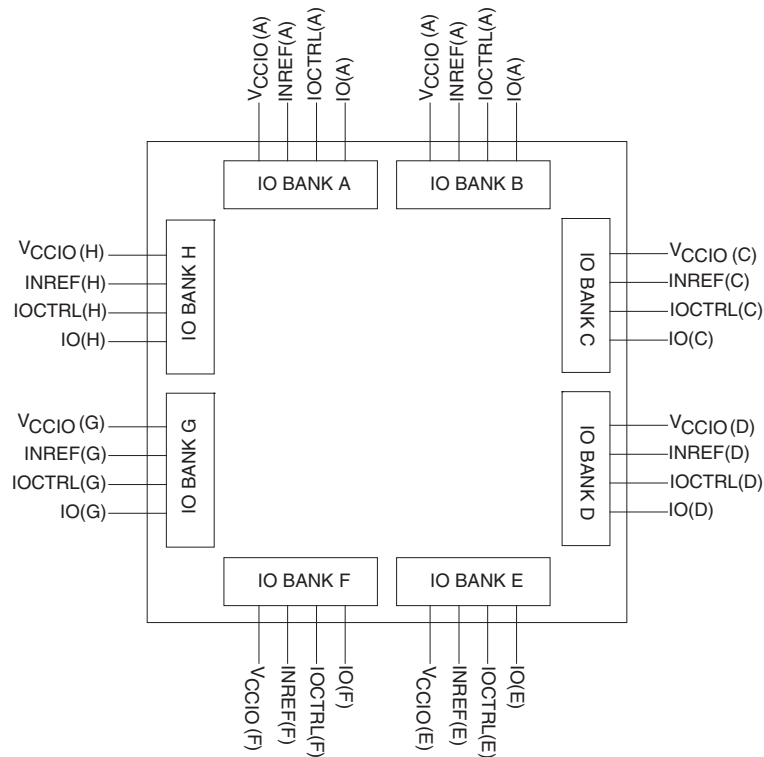 VCCIO (A)
INREF(A)
IOCTRL(A)
IO(A)
VCCIO (A)
INREF(A)
IOCTRL(A)
IO(A)
IO BANK A
IO BANK B
VCCIO (H)
INREF(H)
IOCTRL(H)
IO(H)
IO BANK H
IO BANK C
VCCIO (C)
INREF(C)
IOCTRL(C)
IO(C)
VCCIO (G)
INREF(G)
IOCTRL(G)
IO(G)
IO BANK G
IO BANK D
VCCIO (D)
INREF(D)
IOCTRL(D)
IO(D)
IO BANK F
IO BANK E
VCCIO (F)
INREF(F)
IOCTRL(F)
IO(F)
VCCIO(E)
INREF(E)
IOCTRL(E)
IO(E)